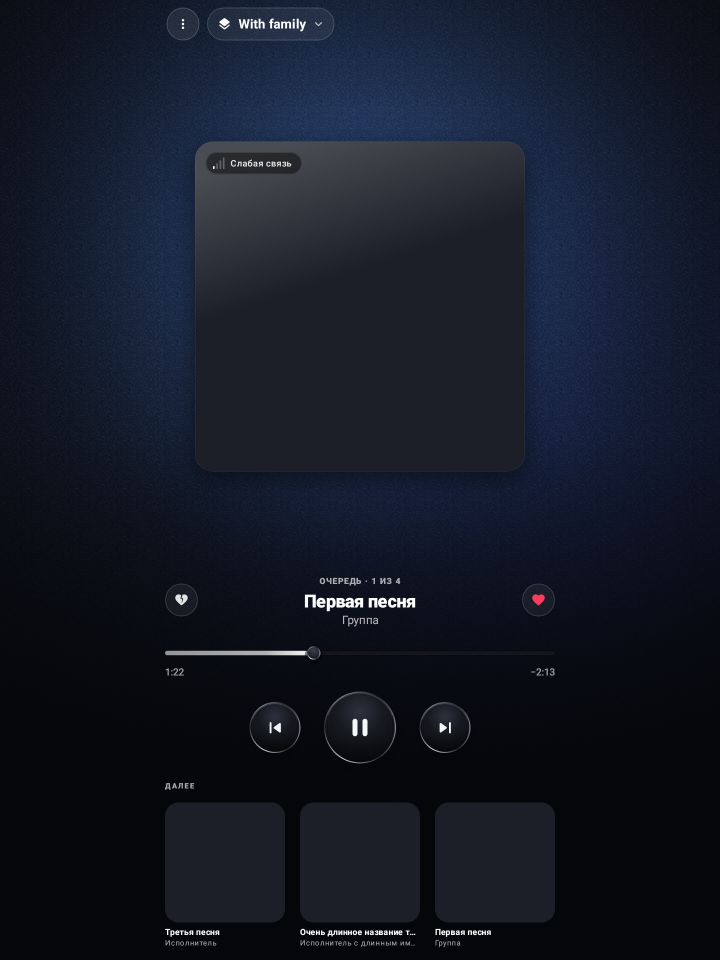 With family
Слабая связь
ОЧЕРЕДЬ · 1 ИЗ 4
Первая песня
Группа
1:22
−2:13
ДАЛЕЕ
Третья песня
Исполнитель
Очень длинное название т…
Исполнитель с длинным им…
Первая песня
Группа